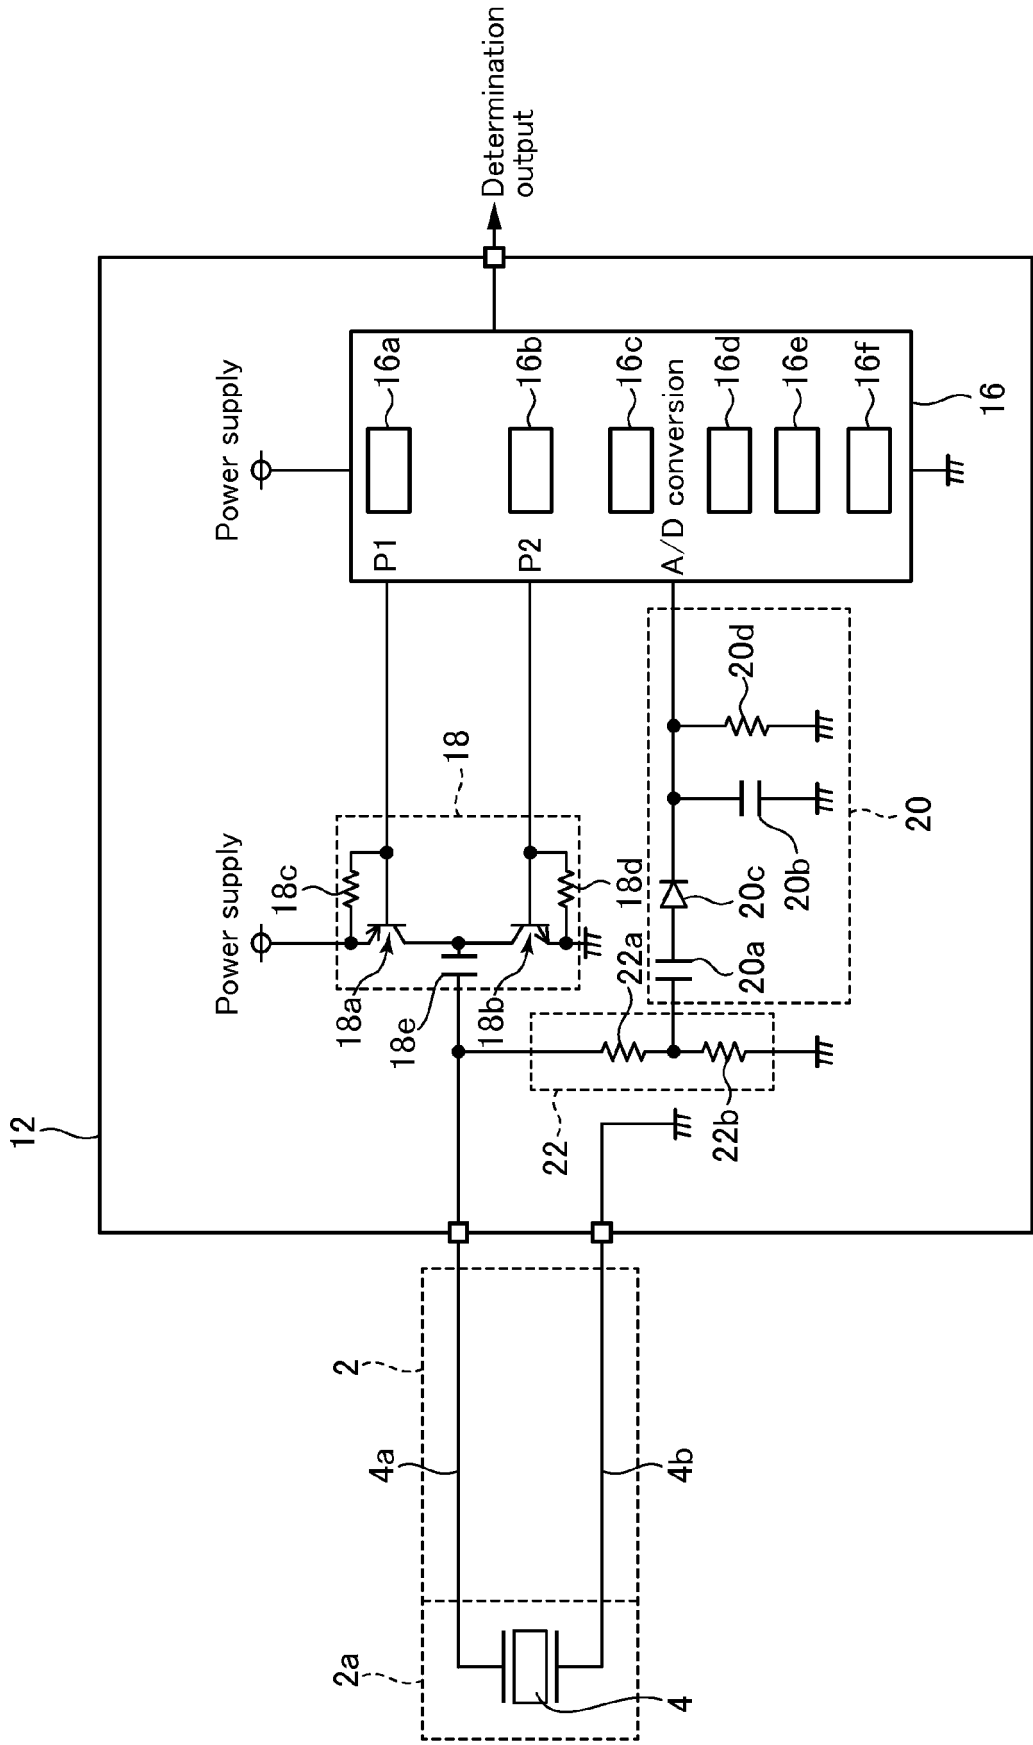 12
Power supply
Power supply
18c
18
18a
18e
18b
18d
P1
16a
P2
16b
16c
A/D conversion
16d
16e
16f
16
Determination
output
2a
2
4a
4b
4
22
22a
22b
20a
20c
20b
20d
20